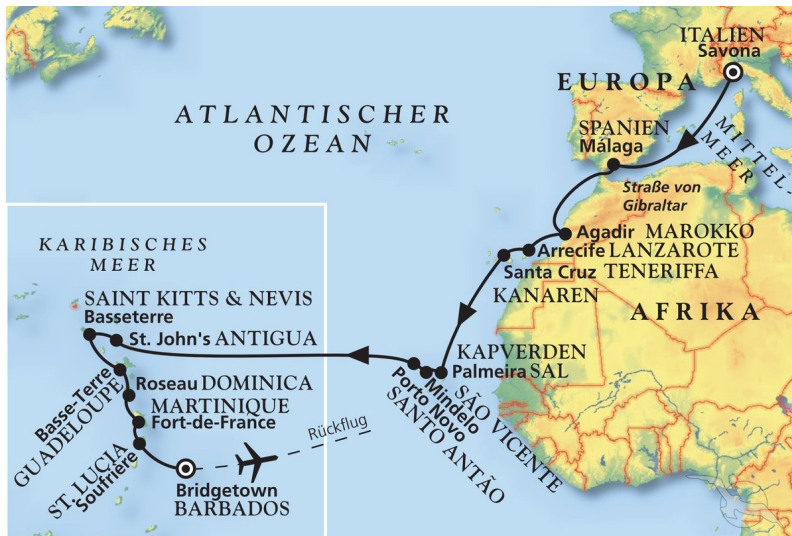 ITALIEN
Savona
EUROPA
ATLANTISCHER
OZEAN
SPANIEN
Málaga
MITTEL-
MEER
Straße von
Gibraltar
KARIBISCHES
MEER
Agadir MAROKKO
Arrecife LANZAROTE
Santa Cruz TENERIFFA
KANAREN
AFRIKA
SAINT KITTS & NEVIS
Basseterre
St. John's ANTIGUA
KAPVERDEN
Palmeira SAL
Mindelo
SÃO VICENTE
Porto Novo
SANTO ANTÃO
Basse-Terre
GUADELOUPE
Roseau DOMINICA
MARTINIQUE
Fort-de-France
Rückflug
ST. LUCIA
Soufrière
Bridgetown
BARBADOS